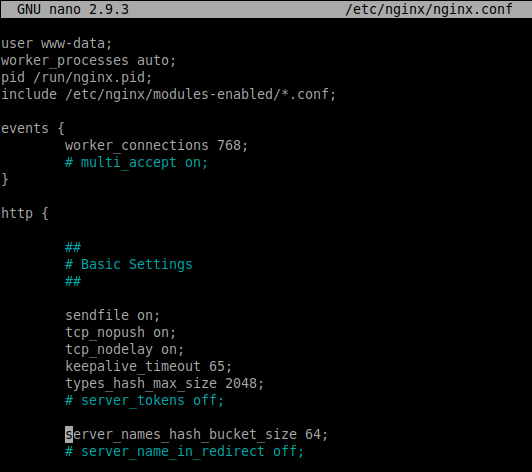 GNU nano 2.9.3 /etc/nginx/nginx.conf
user www-data;
worker_processes auto;
pid /run/nginx.pid;
include /etc/nginx/modules-enabled/*.conf;
events {
worker_connections 768;
# multi_accept on;
}
http {
##
# Basic Settings
##
sendfile on;
tcp_nopush on;
tcp_nodelay on;
keepalive_timeout 65;
types_hash_max_size 2048;
# server_tokens off;
server_names_hash_bucket_size 64;
# server_name_in_redirect off;